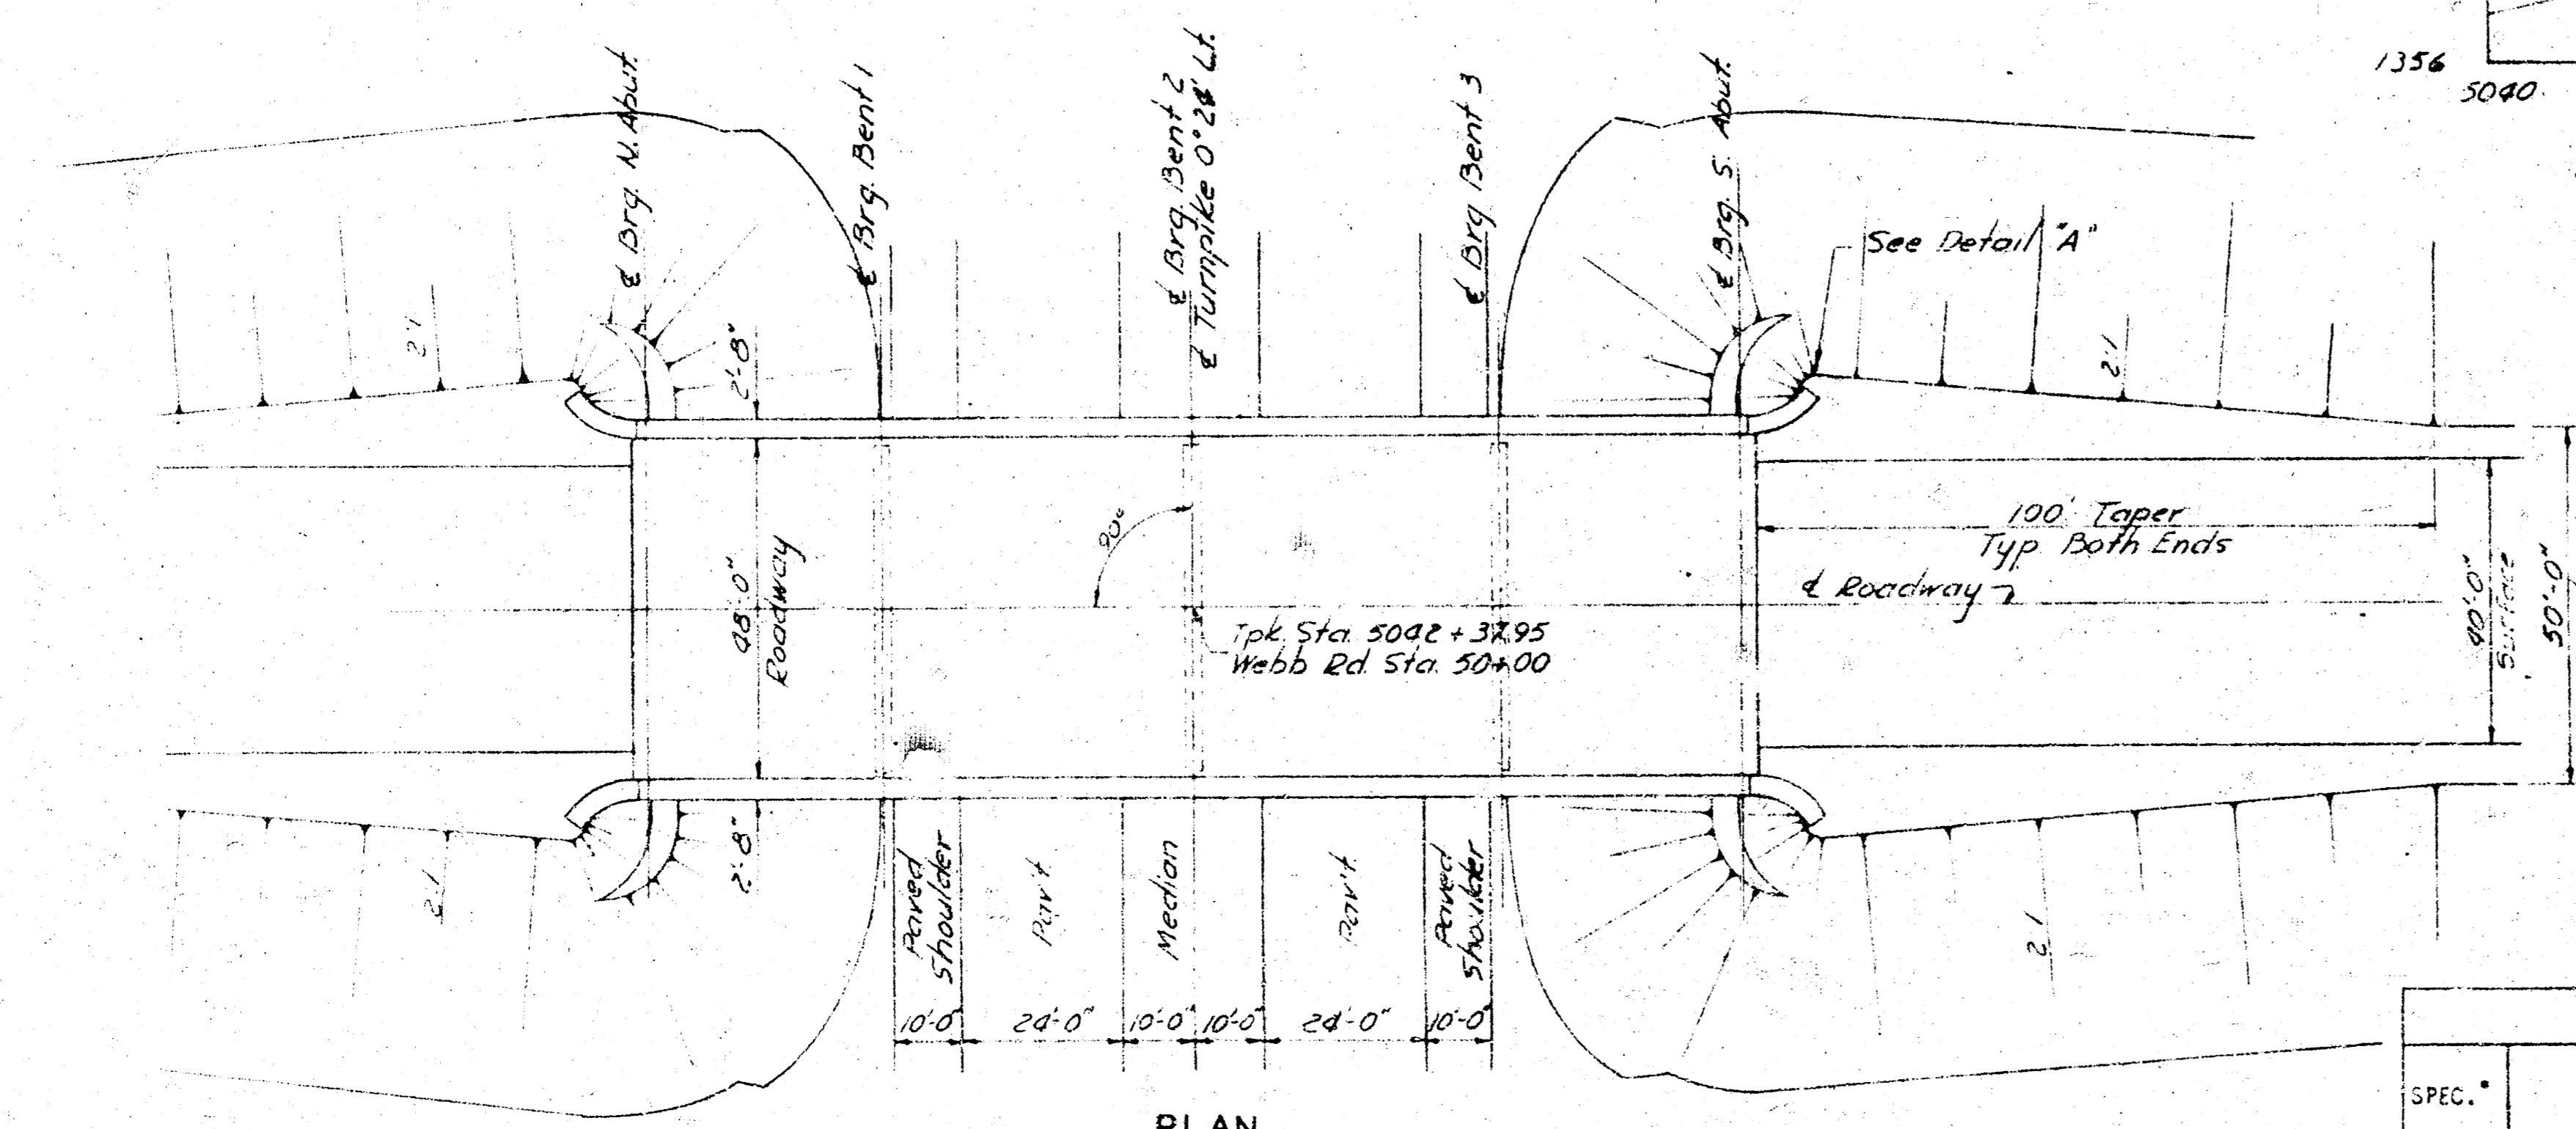 1356
5040
℄ Brg. N. Abut.
℄ Brg. Bent 1
℄ Brg. Bent 2
℄ Turnpike 0°24' Lt.
℄ Brg. Bent 3
℄ Brg. S. Abut.
See Detail "A"
2:1
2'-8"
2:1
90°
48'-0"
Roadway
100' Taper
Typ. Both Ends
℄ Roadway
40'-0"
Surface
50'-0"
Tpk. Sta. 5042+37.95
Webb Rd. Sta. 50+00
2:1
2'-8"
Paved
Shoulder
Pav't
Median
Pav't
Paved
Shoulder
2:1
10'-0"
24'-0"
10'-0"
10'-0"
24'-0"
10'-0"
SPEC.
PLAN